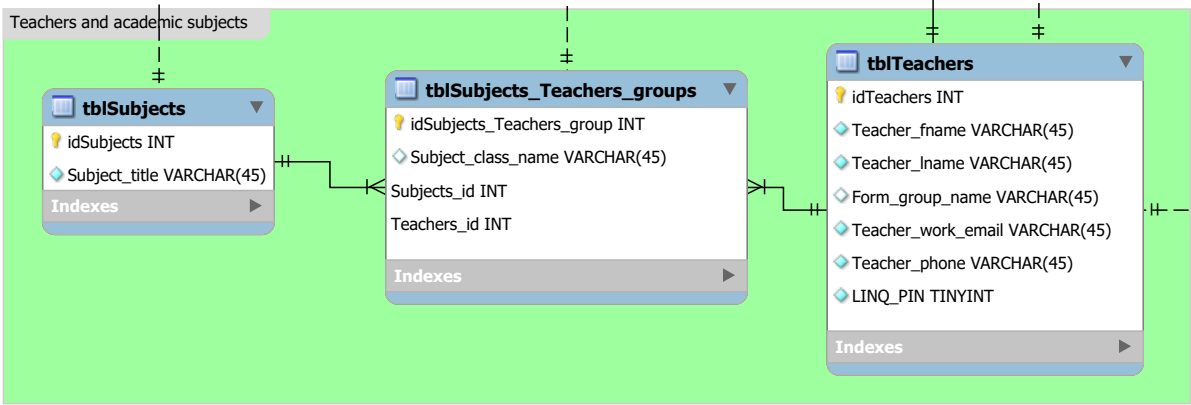 Teachers and academic subjects
tblSubjects
idSubjects INT
Subject_title VARCHAR(45)
Indexes
tblSubjects_Teachers_groups
idSubjects_Teachers_group INT
Subject_class_name VARCHAR(45)
Subjects_id INT
Teachers_id INT
Indexes
tblTeachers
idTeachers INT
Teacher_fname VARCHAR(45)
Teacher_lname VARCHAR(45)
Form_group_name VARCHAR(45)
Teacher_work_email VARCHAR(45)
Teacher_phone VARCHAR(45)
LINQ_PIN TINYINT
Indexes